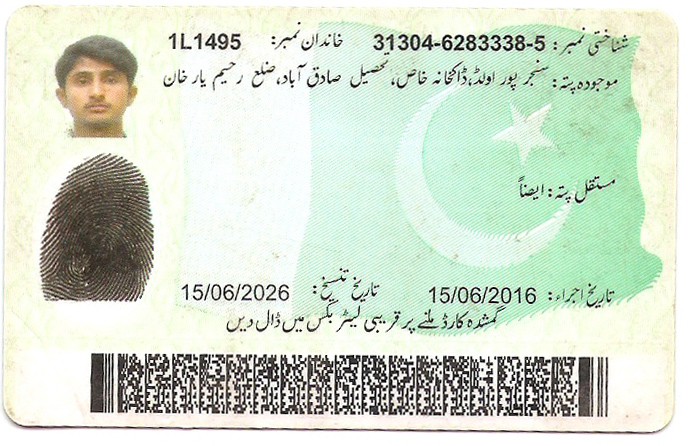 شناختی نمبر: 31304-6283338-5 خاندان نمبر: 1L1495
موجودہ پتہ: سنجر پور اولڈ، ڈاکخانہ خاص، تحصیل صادق آباد، ضلع رحیم یار خان
مستقل پتہ: ایضاً
تاریخ اجراء: 15/06/2016 تاریخ تنسیخ: 15/06/2026
گمشدہ کارڈ ملنے پر قریبی لیٹر بکس میں ڈال دیں